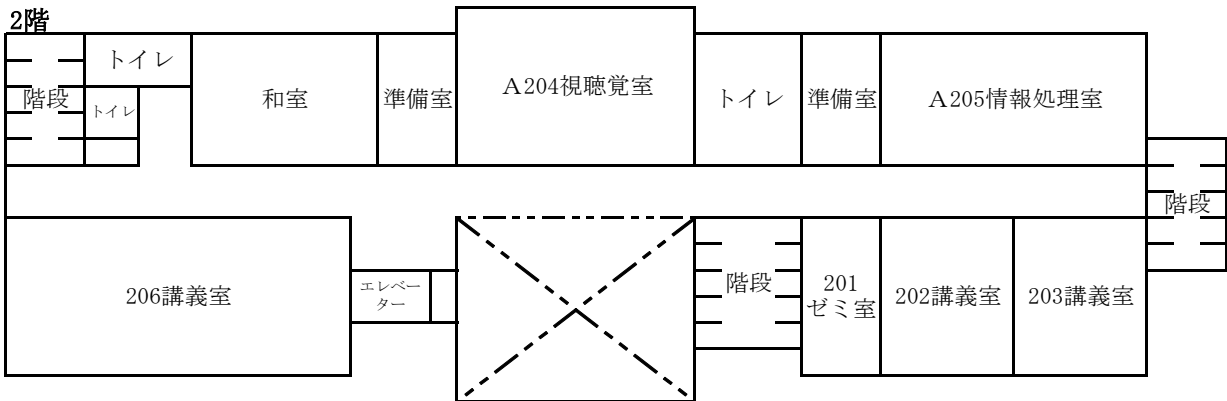 2階
階段
トイレ
トイレ
和室
準備室
A204視聴覚室
トイレ
準備室
A205情報処理室
階段
206講義室
エレベー
ター
階段
201
ゼミ室
202講義室
203講義室